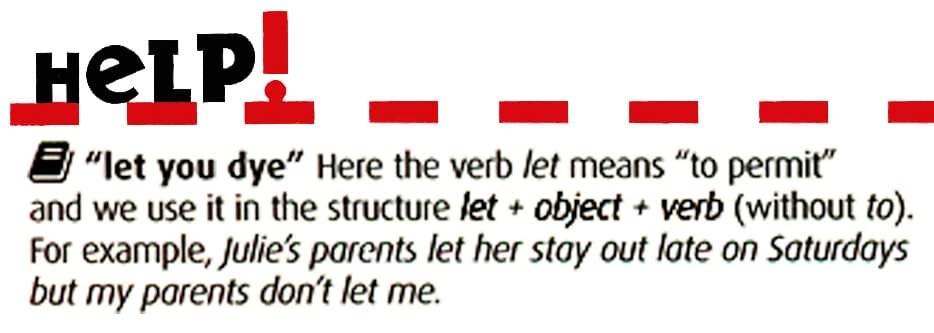 HeLP!
“let you dye” Here the verb let means “to permit”
and we use it in the structure let + object + verb (without to).
For example, Julie’s parents let her stay out late on Saturdays
but my parents don’t let me.